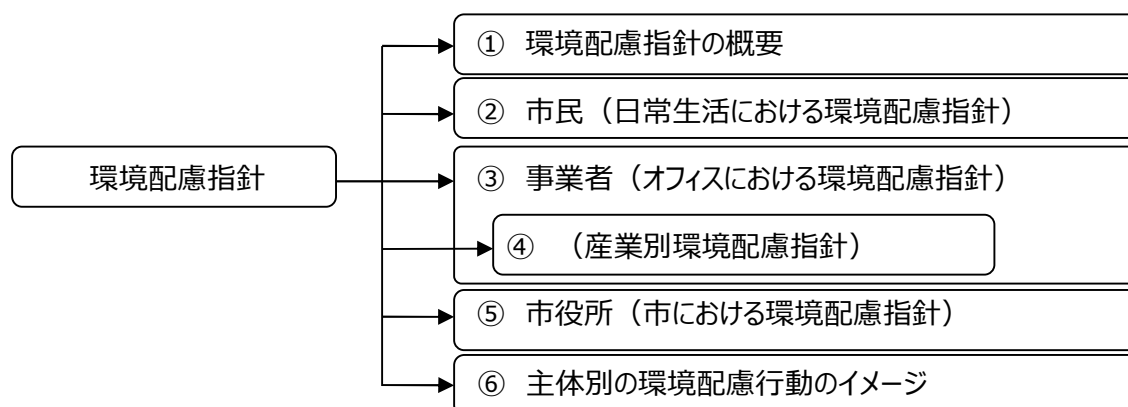 ① 環境配慮指針の概要
② 市民（日常生活における環境配慮指針）
環境配慮指針
③ 事業者（オフィスにおける環境配慮指針）
④ （産業別環境配慮指針）
⑤ 市役所（市における環境配慮指針）
⑥ 主体別の環境配慮行動のイメージ